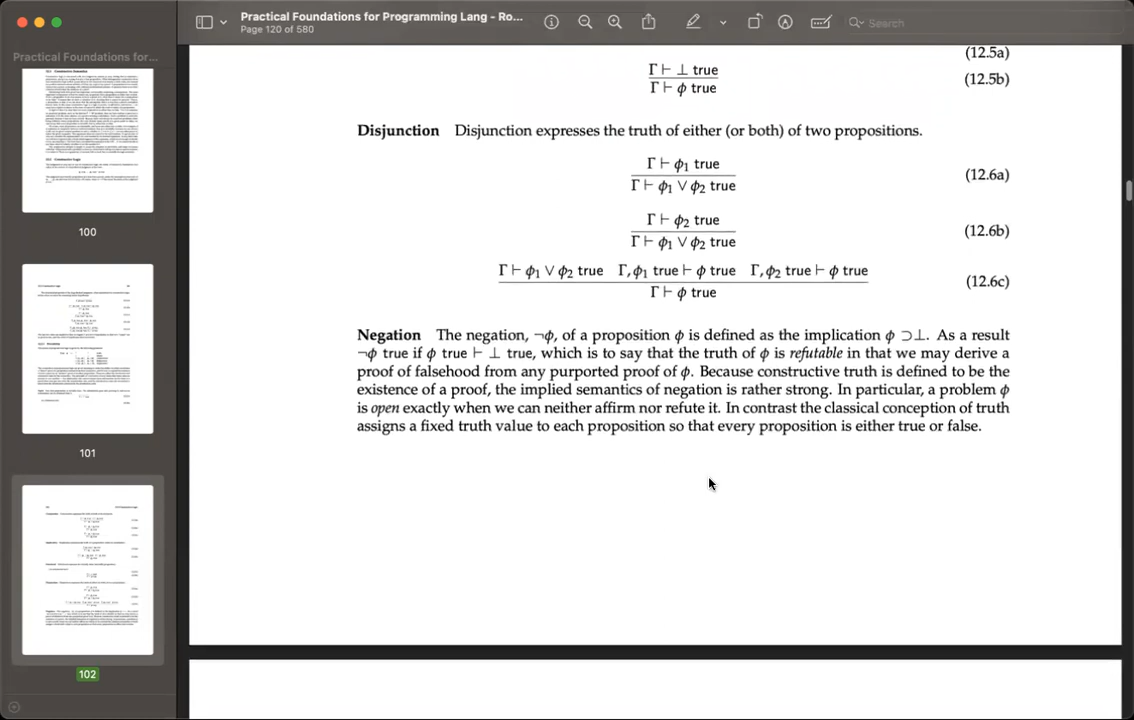 Practical Foundations for Programming Lang - Ro...
Page 120 of 580
Search
Practical Foundations for...
100
101
102
(12.5a)
Γ ⊢ ⊥ true
Γ ⊢ ϕ true
(12.5b)
Disjunction Disjunction expresses the truth of either (or both) of two propositions.
Γ ⊢ ϕ1 true
Γ ⊢ ϕ1 ∨ ϕ2 true
(12.6a)
Γ ⊢ ϕ2 true
Γ ⊢ ϕ1 ∨ ϕ2 true
(12.6b)
Γ ⊢ ϕ1 ∨ ϕ2 true Γ, ϕ1 true ⊢ ϕ true Γ, ϕ2 true ⊢ ϕ true
Γ ⊢ ϕ true
(12.6c)
Negation The negation, ¬ϕ, of a proposition ϕ is defined as the implication ϕ ⊃⊥. As a result
¬ϕ true if ϕ true ⊢ ⊥ true, which is to say that the truth of ϕ is refutable in that we may derive a
proof of falsehood from any purported proof of ϕ. Because constructive truth is defined to be the
existence of a proof, the implied semantics of negation is rather strong. In particular, a problem ϕ
is open exactly when we can neither affirm nor refute it. In contrast the classical conception of truth
assigns a fixed truth value to each proposition so that every proposition is either true or false.